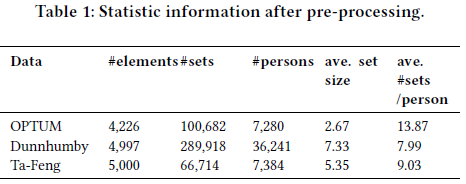 Table 1: Statistic information after pre-processing.
Data #elements #sets #persons ave. set size ave. #sets /person
OPTUM 4,226 100,682 7,280 2.67 13.87
Dunnhumby 4,997 289,918 36,241 7.33 7.99
Ta-Feng 5,000 66,714 7,384 5.35 9.03